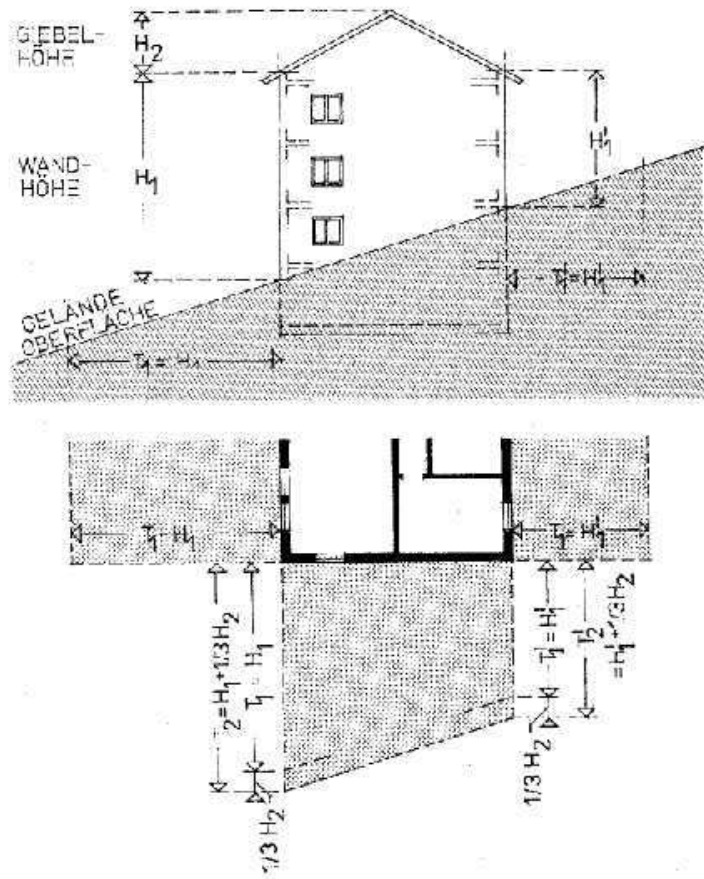 GIEBEL-
HÖHE
H₂
WAND-
HÖHE
H₁
H₁'
GELÄNDE
OBERFLÄCHE
T₁ = H₁
T₁' = H₁'
T₁ = H₁
T₁' = H₁'
2 = H₁ + 1/3 H₂
T₁ = H₁
1/3 H₂
T₁' = H₁'
T₂'
= h₁' + 1/3 H₂
1/3 H₂